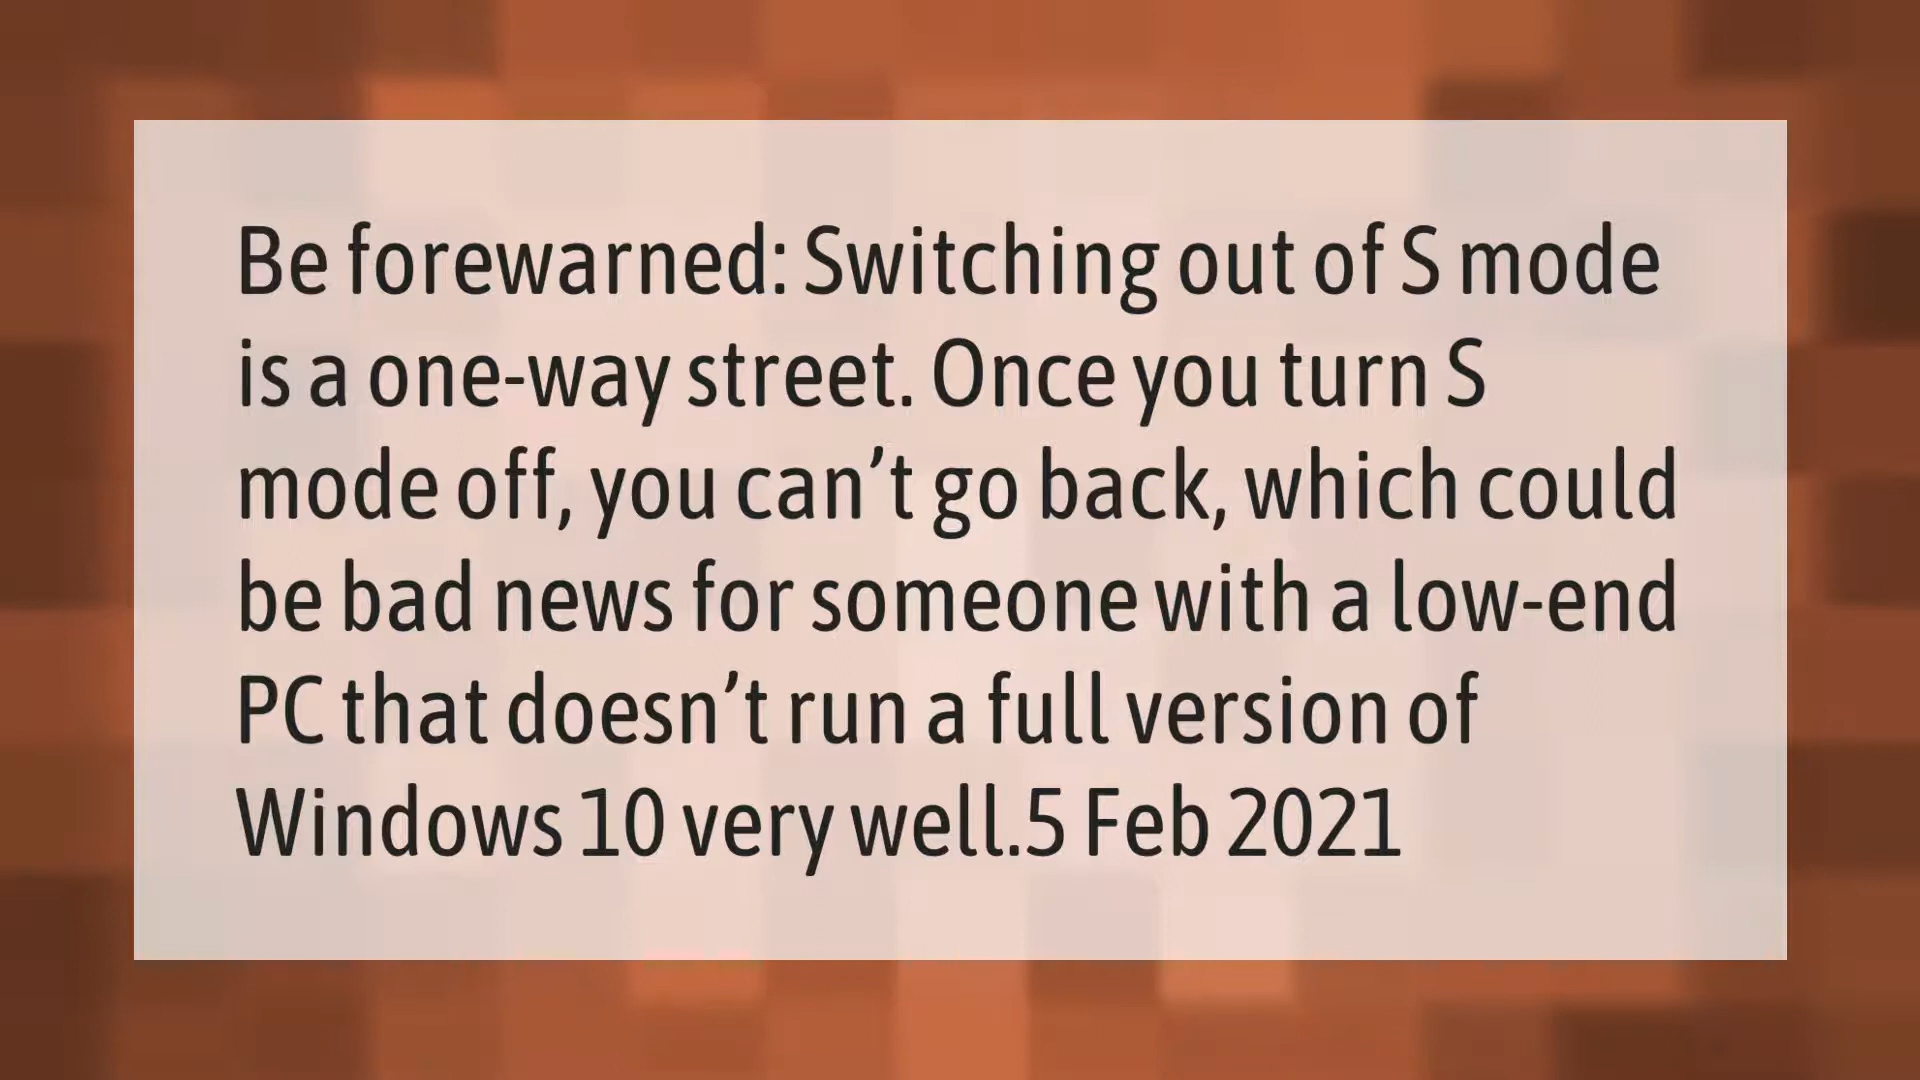 Be forewarned: Switching out of S mode
is a one-way street. Once you turn S
mode off, you can’t go back, which could
be bad news for someone with a low-end
PC that doesn’t run a full version of
Windows 10 very well.5 Feb 2021